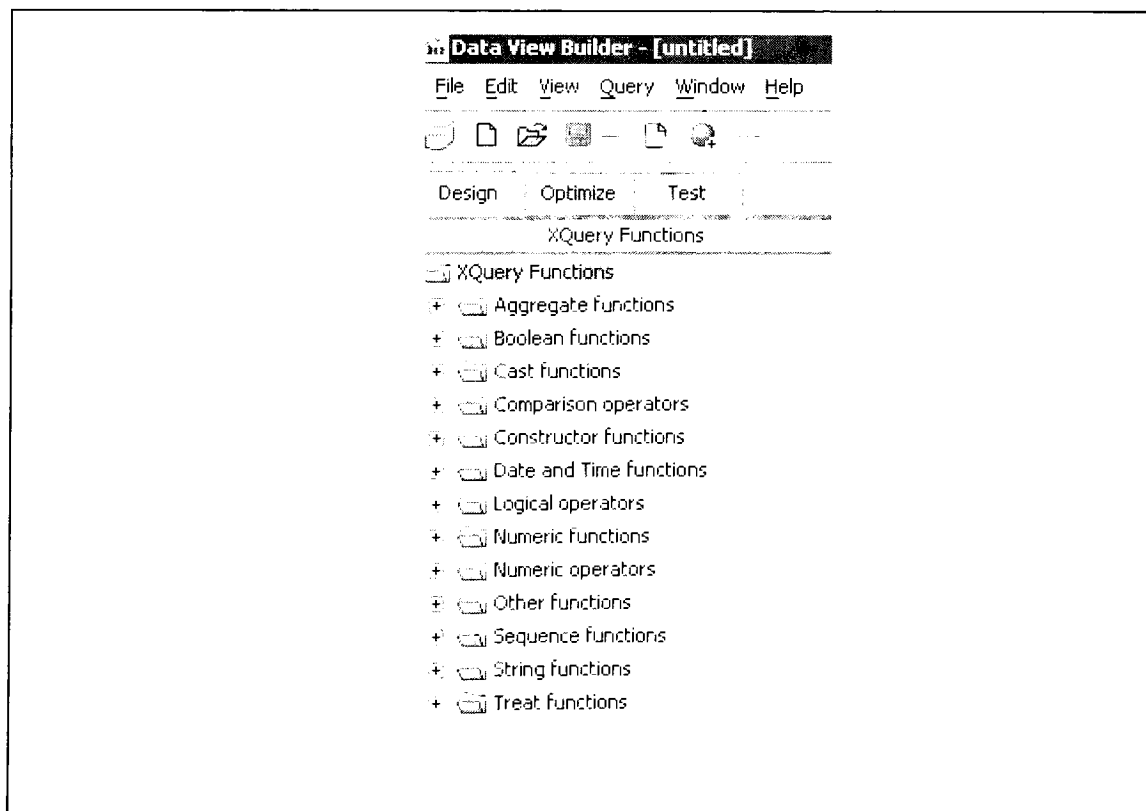 Data View Builder - [untitled]
File Edit View Query Window Help
Design Optimize Test
XQuery Functions
XQuery Functions
Aggregate functions
Boolean functions
Cast functions
Comparison operators
Constructor functions
Date and Time functions
Logical operators
Numeric functions
Numeric operators
Other functions
Sequence functions
String functions
Treat functions